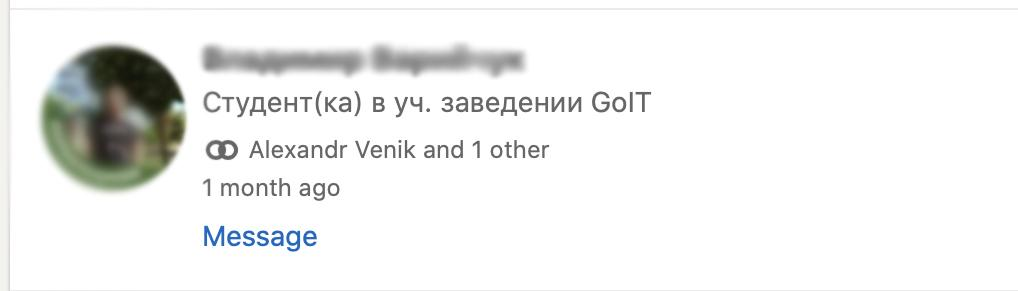 Студент(ка) в уч. заведении GoIT
Alexandr Venik and 1 other
1 month ago
Message